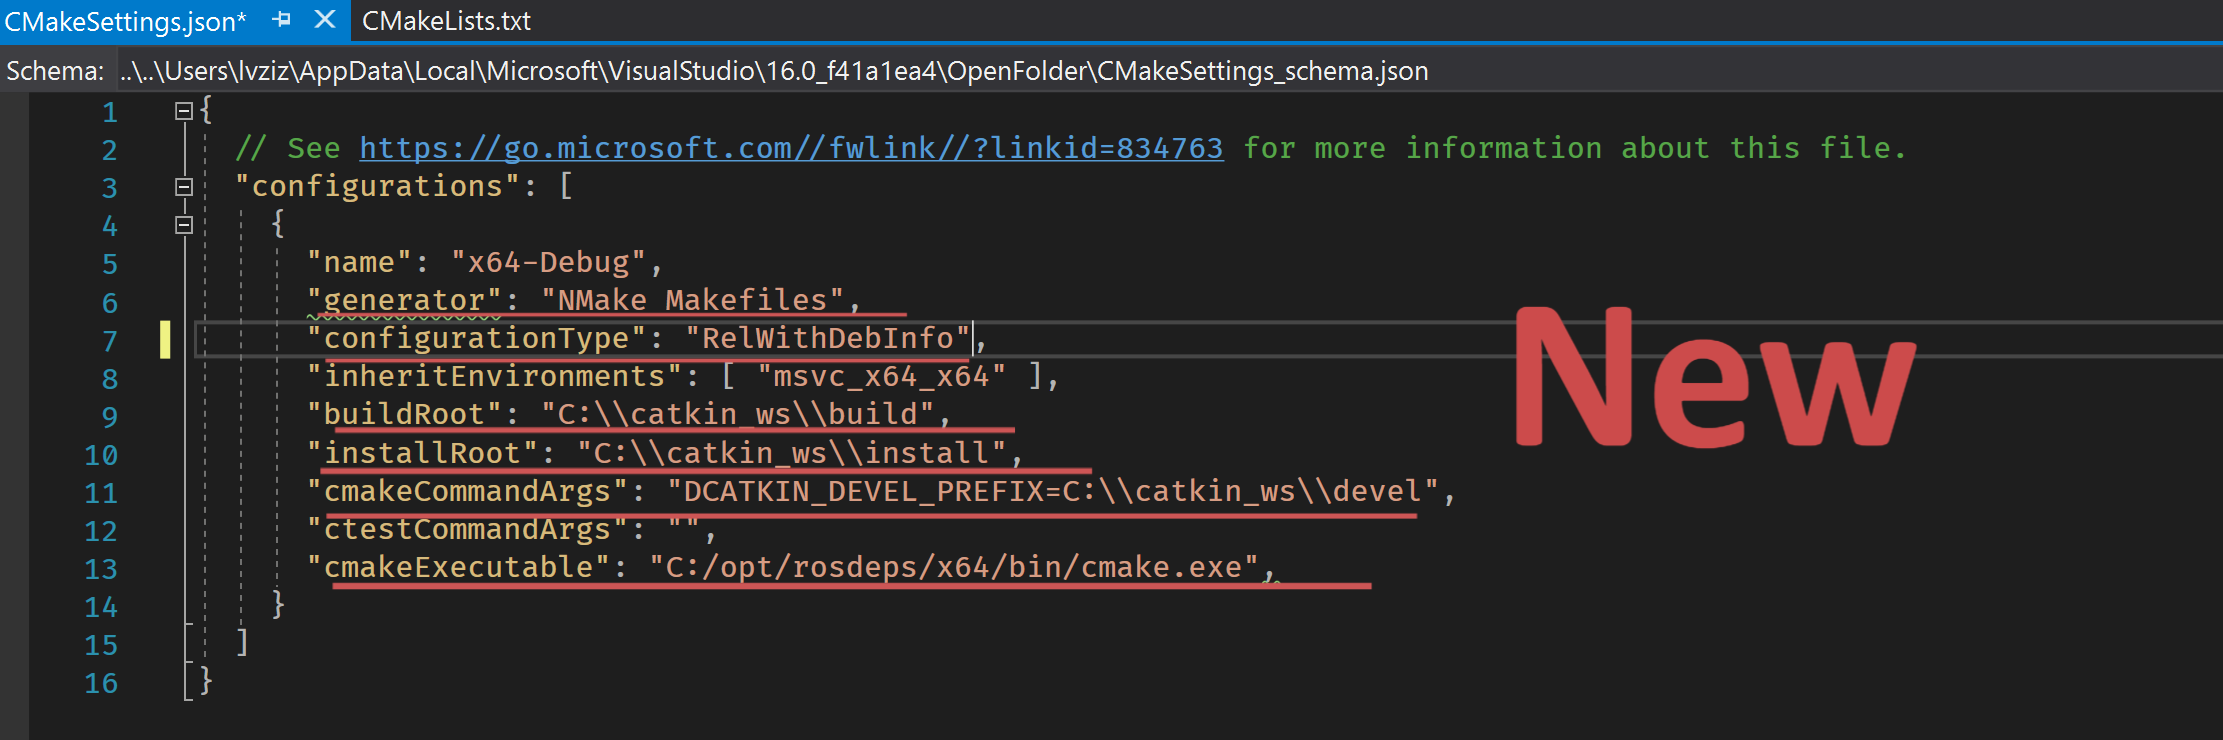 CMakeSettings.json* CMakeLists.txt
Schema: ..\..\Users\lvziz\AppData\Local\Microsoft\VisualStudio\16.0_f41a1ea4\OpenFolder\CMakeSettings_schema.json
1 {
2 // See https://go.microsoft.com//fwlink//?linkid=834763 for more information about this file.
3 "configurations": [
4 {
5 "name": "x64-Debug",
6 "generator": "NMake Makefiles",
7 "configurationType": "RelWithDebInfo",
8 "inheritEnvironments": [ "msvc_x64_x64" ],
9 "buildRoot": "C:\\catkin_ws\\build",
10 "installRoot": "C:\\catkin_ws\\install",
11 "cmakeCommandArgs": "DCATKIN_DEVEL_PREFIX=C:\\catkin_ws\\devel",
12 "ctestCommandArgs": "",
13 "cmakeExecutable": "C:/opt/rosdeps/x64/bin/cmake.exe",
14 }
15 ]
16 }
New